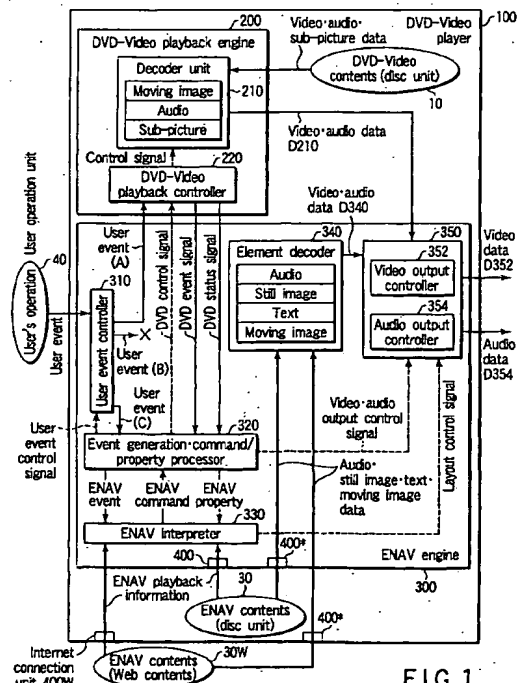 200
100
DVD-Video playback engine
Video·audio·
sub-picture data
DVD-Video
player
Decoder unit
210
Moving image
Audio
Sub-picture
DVD-Video
contents (disc unit)
10
Control signal
220
Video·audio data
D210
DVD-Video
playback controller
User operation unit
40
User's operation
User event
310
User event controller
User
event
(A)
DVD control signal
DVD event signal
DVD status signal
User
event (B)
User
event (C)
User
event
control
signal
340
Element decoder
Audio
Still image
Text
Moving image
Video·audio
data D340
350
352
Video output
controller
354
Audio output
controller
Video
data
D352
Audio
data
D354
320
Event generation·command/
property processor
Video·audio
output control
signal
Layout control signal
ENAV
event
ENAV
command
ENAV
property
330
ENAV interpreter
Audio·
still image·text·
moving image
data
400
400*
ENAV engine
300
ENAV playback
information
30
ENAV contents
(disc unit)
400*
Internet
connection
unit 400W
ENAV contents
(Web contents)
30W
FIG. 1